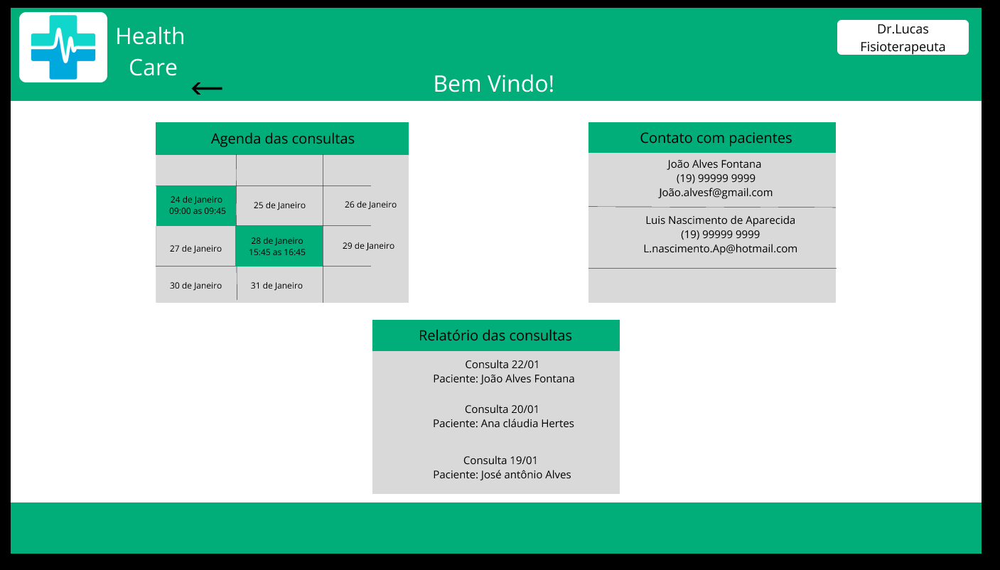 Health
Care
Dr.Lucas
Fisioterapeuta
Bem Vindo!
Agenda das consultas
24 de Janeiro
09:00 as 09:45
25 de Janeiro
26 de Janeiro
27 de Janeiro
28 de Janeiro
15:45 as 16:45
29 de Janeiro
30 de Janeiro
31 de Janeiro
Contato com pacientes
João Alves Fontana
(19) 99999 9999
João.alvesf@gmail.com
Luis Nascimento de Aparecida
(19) 99999 9999
L.nascimento.Ap@hotmail.com
Relatório das consultas
Consulta 22/01
Paciente: João Alves Fontana
Consulta 20/01
Paciente: Ana cláudia Hertes
Consulta 19/01
Paciente: José antônio Alves